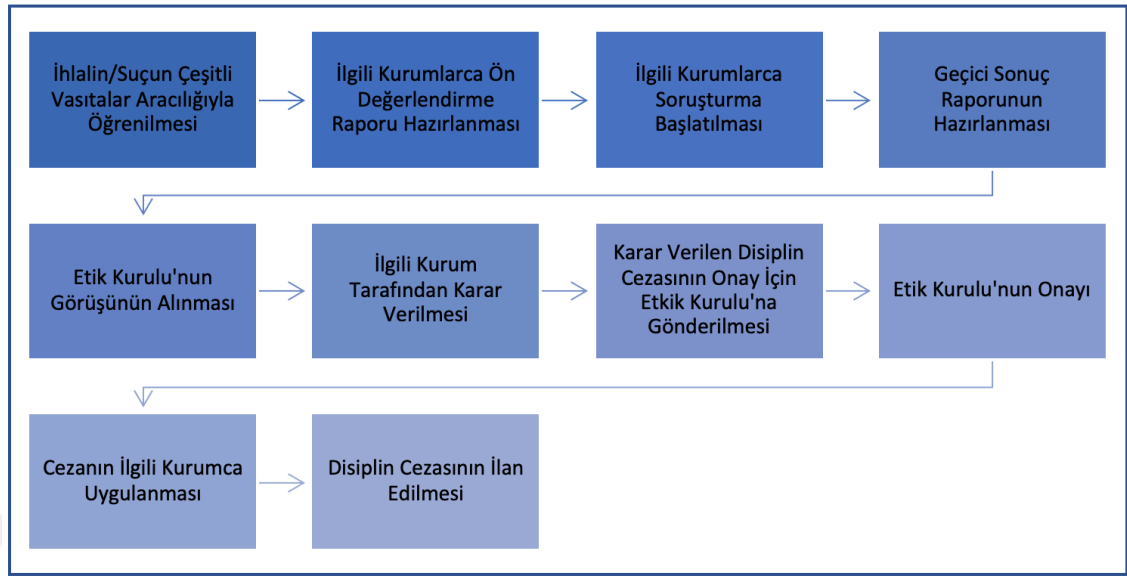 İhlalin/Suçun Çeşitli
Vasıtalar Aracılığıyla
Öğrenilmesi
İlgili Kurumlarca Ön
Değerlendirme
Raporu Hazırlanması
İlgili Kurumlarca
Soruşturma
Başlatılması
Geçici Sonuç
Raporunun
Hazırlanması
Etik Kurulu'nun
Görüşünün Alınması
İlgili Kurum
Tarafından Karar
Verilmesi
Karar Verilen Disiplin
Cezasının Onay İçin
Etkik Kurulu'na
Gönderilmesi
Etik Kurulu'nun Onayı
Cezanın İlgili Kurumca
Uygulanması
Disiplin Cezasının İlan
Edilmesi